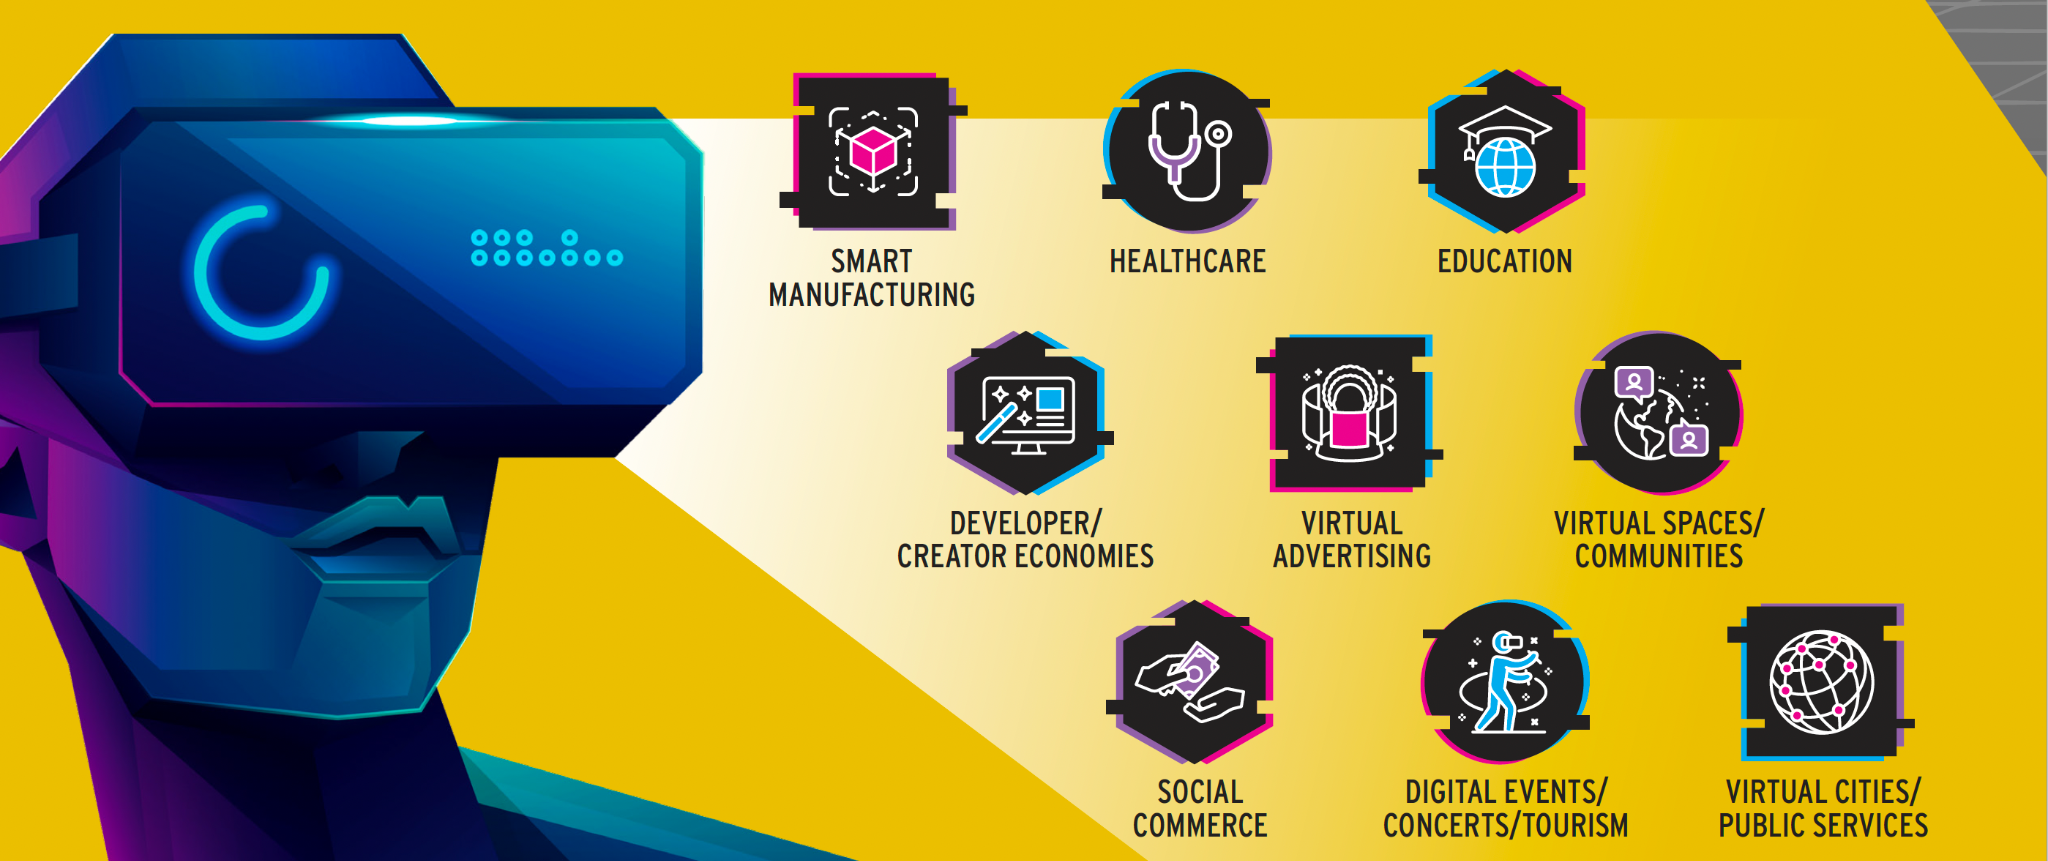 SMART
MANUFACTURING
HEALTHCARE
EDUCATION
DEVELOPER/
CREATOR ECONOMIES
VIRTUAL
ADVERTISING
VIRTUAL SPACES/
COMMUNITIES
SOCIAL
COMMERCE
DIGITAL EVENTS/
CONCERTS/TOURISM
VIRTUAL CITIES/
PUBLIC SERVICES